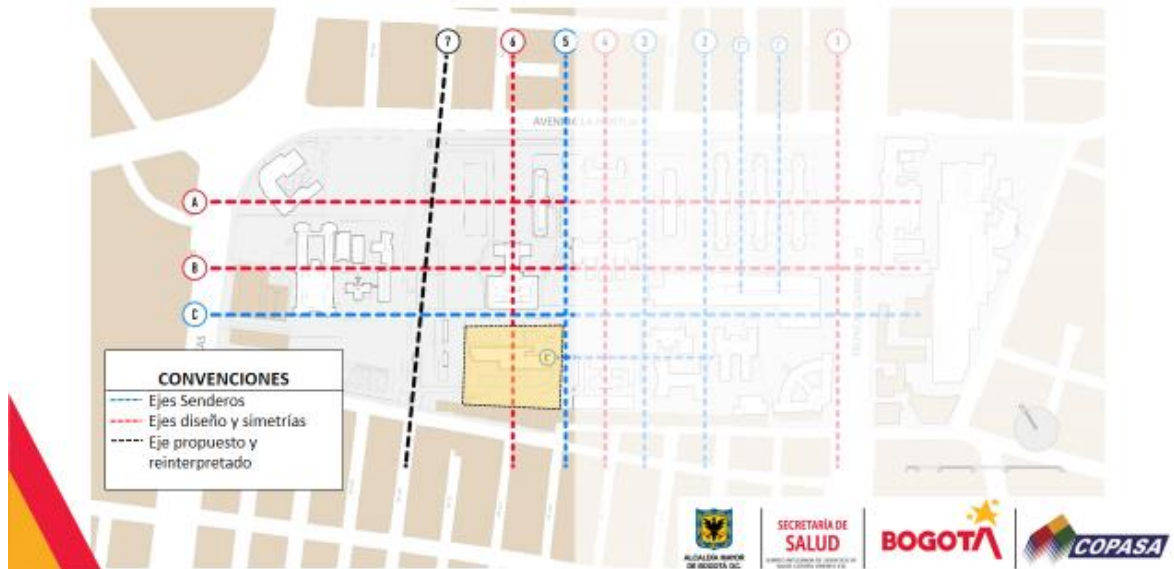 7
6
5
4
3
2
1
AVENIDA LA HORTUA
A
B
C
CONVENCIONES
Ejes Senderos
Ejes diseño y simetrías
Eje propuesto y
reinterpretado
ALCALDÍA MAYOR
DE BOGOTÁ D.C.
SECRETARÍA DE
SALUD
BOGOTÁ
COPASA